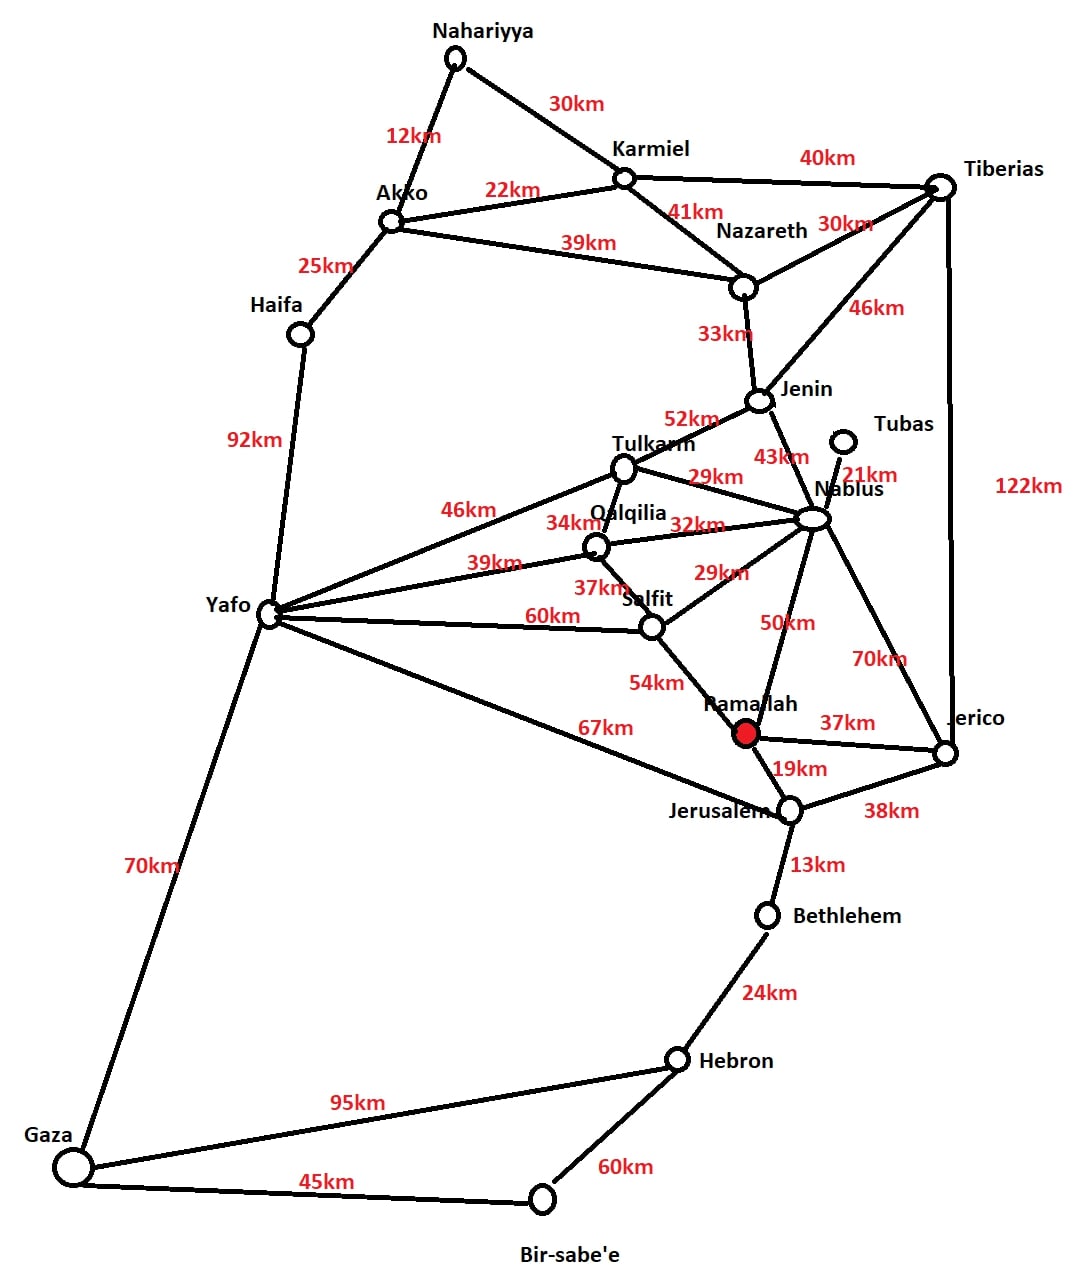 Nahariyya
30km
12km
Karmiel
40km
Tiberias
Akko
22km
41km
Nazareth
30km
39km
25km
Haifa
46km
33km
Jenin
52km
Tubas
92km
Tulkarm
43km
29km
21km
Nablus
122km
46km
Qalqilia
34km
32km
39km
29km
37km
Salfit
Yafo
60km
50km
70km
54km
Ramallah
Jerico
37km
67km
19km
Jerusalem
38km
70km
13km
Bethlehem
24km
Hebron
95km
Gaza
60km
45km
Bir-sabe'e